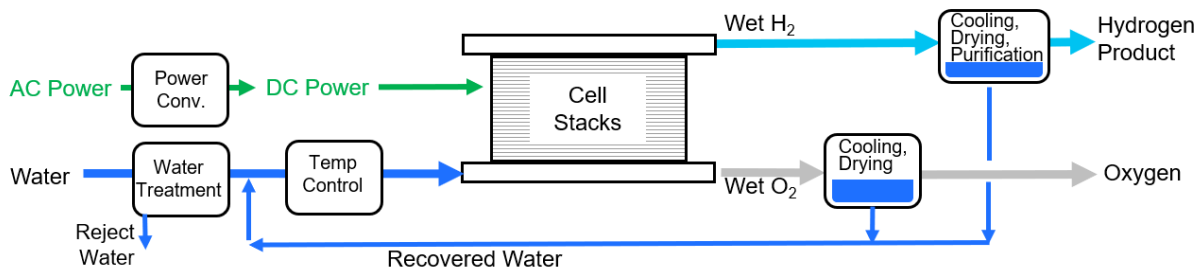 AC Power
Power
Conv.
DC Power
Water
Water
Treatment
Reject
Water
Temp
Control
Cell
Stacks
Wet H₂
Cooling,
Drying,
Purification
Hydrogen
Product
Wet O₂
Cooling,
Drying
Oxygen
Recovered Water